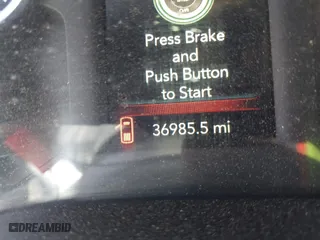 Press Brake
and
Push Button
to Start
36985.5 mi
©DREAMBID